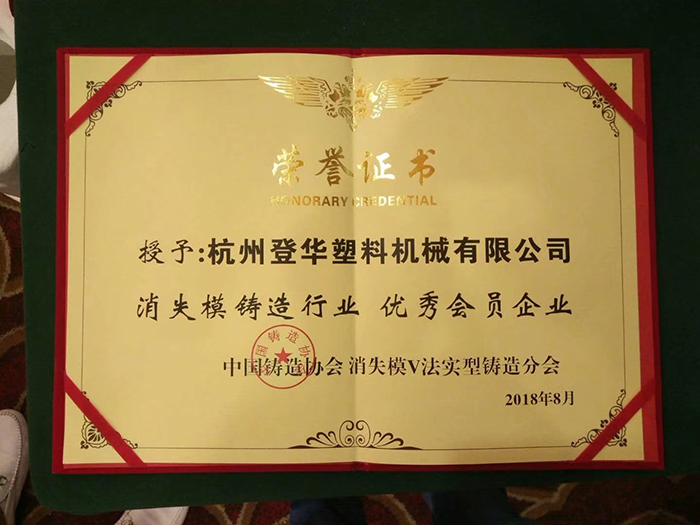 荣誉证书
HONORARY CREDENTIAL
授予:杭州登华塑料机械有限公司
消失模铸造行业 优秀会员企业
中国铸造协会 消失模V法实型铸造分会
2018年8月